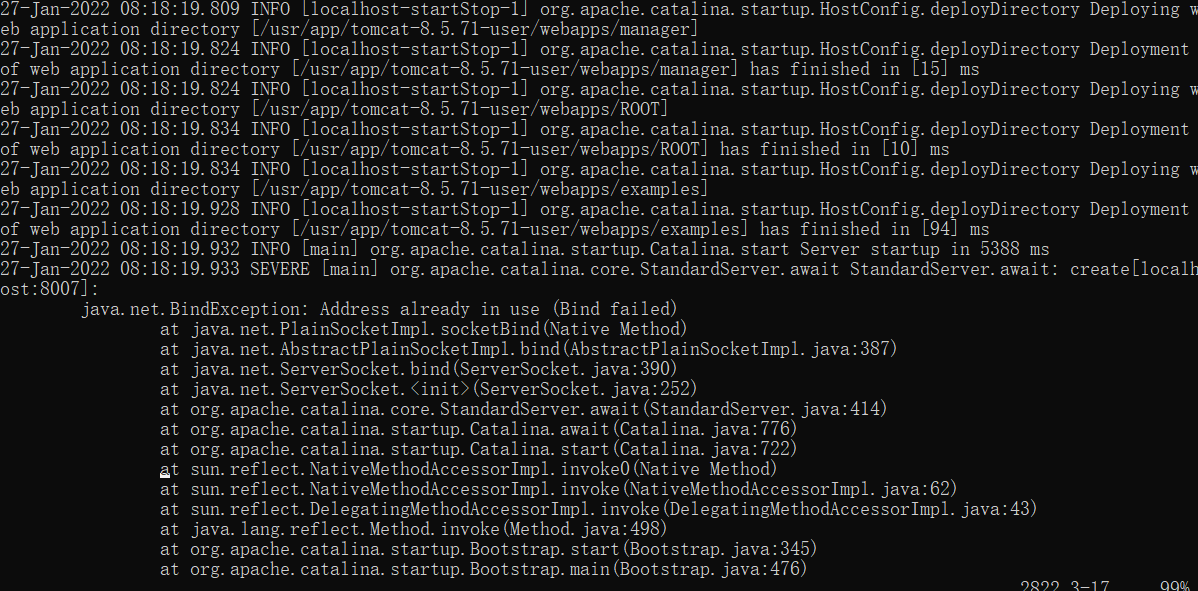 27-Jan-2022 08:18:19.809 INFO [localhost-startStop-1] org.apache.catalina.startup.HostConfig.deployDirectory Deploying w
eb application directory [/usr/app/tomcat-8.5.71-user/webapps/manager]
27-Jan-2022 08:18:19.824 INFO [localhost-startStop-1] org.apache.catalina.startup.HostConfig.deployDirectory Deployment
of web application directory [/usr/app/tomcat-8.5.71-user/webapps/manager] has finished in [15] ms
27-Jan-2022 08:18:19.824 INFO [localhost-startStop-1] org.apache.catalina.startup.HostConfig.deployDirectory Deploying w
eb application directory [/usr/app/tomcat-8.5.71-user/webapps/ROOT]
27-Jan-2022 08:18:19.834 INFO [localhost-startStop-1] org.apache.catalina.startup.HostConfig.deployDirectory Deployment
of web application directory [/usr/app/tomcat-8.5.71-user/webapps/ROOT] has finished in [10] ms
27-Jan-2022 08:18:19.834 INFO [localhost-startStop-1] org.apache.catalina.startup.HostConfig.deployDirectory Deploying w
eb application directory [/usr/app/tomcat-8.5.71-user/webapps/examples]
27-Jan-2022 08:18:19.928 INFO [localhost-startStop-1] org.apache.catalina.startup.HostConfig.deployDirectory Deployment
of web application directory [/usr/app/tomcat-8.5.71-user/webapps/examples] has finished in [94] ms
27-Jan-2022 08:18:19.932 INFO [main] org.apache.catalina.startup.Catalina.start Server startup in 5388 ms
27-Jan-2022 08:18:19.933 SEVERE [main] org.apache.catalina.core.StandardServer.await StandardServer.await: create[localh
ost:8007]:
java.net.BindException: Address already in use (Bind failed)
at java.net.PlainSocketImpl.socketBind(Native Method)
at java.net.AbstractPlainSocketImpl.bind(AbstractPlainSocketImpl.java:387)
at java.net.ServerSocket.bind(ServerSocket.java:390)
at java.net.ServerSocket.<init>(ServerSocket.java:252)
at org.apache.catalina.core.StandardServer.await(StandardServer.java:414)
at org.apache.catalina.startup.Catalina.await(Catalina.java:776)
at org.apache.catalina.startup.Catalina.start(Catalina.java:722)
at sun.reflect.NativeMethodAccessorImpl.invoke0(Native Method)
at sun.reflect.NativeMethodAccessorImpl.invoke(NativeMethodAccessorImpl.java:62)
at sun.reflect.DelegatingMethodAccessorImpl.invoke(DelegatingMethodAccessorImpl.java:43)
at java.lang.reflect.Method.invoke(Method.java:498)
at org.apache.catalina.startup.Bootstrap.start(Bootstrap.java:345)
at org.apache.catalina.startup.Bootstrap.main(Bootstrap.java:476)
2822,3-17 99%